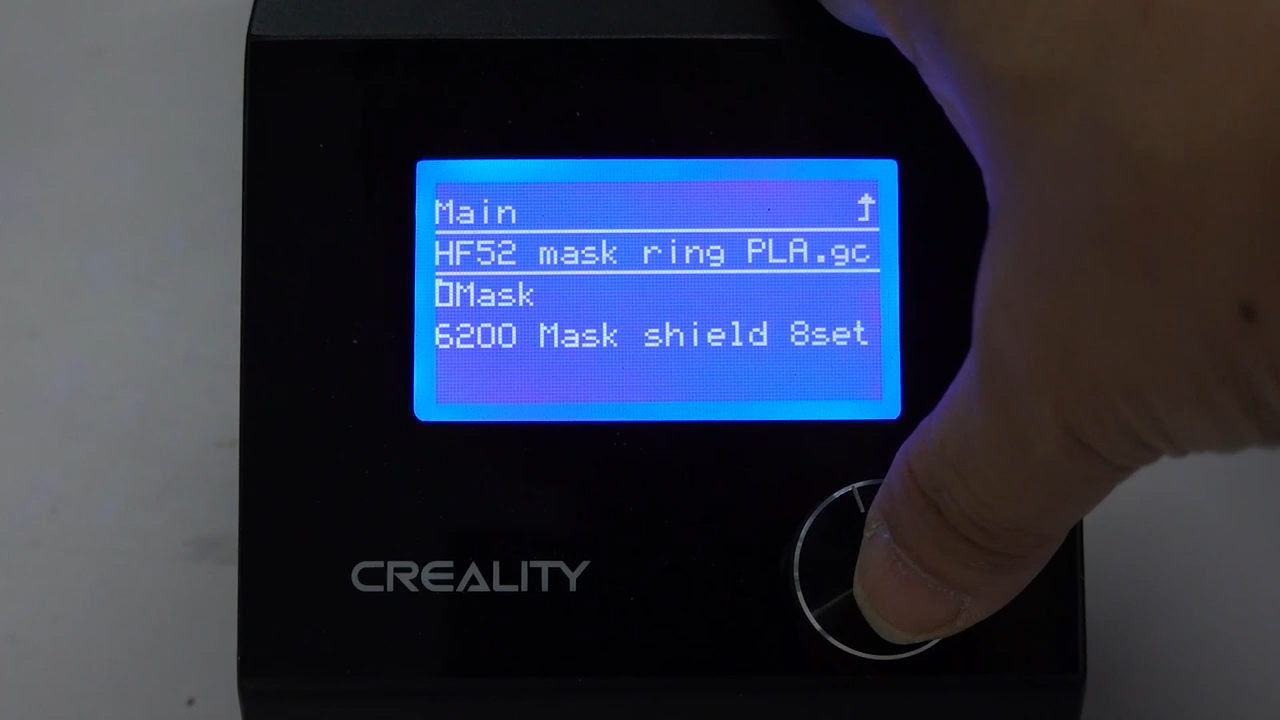 Main
HF52 mask ring PLA.gc
Mask
6200 Mask shield 8set
CREALITY